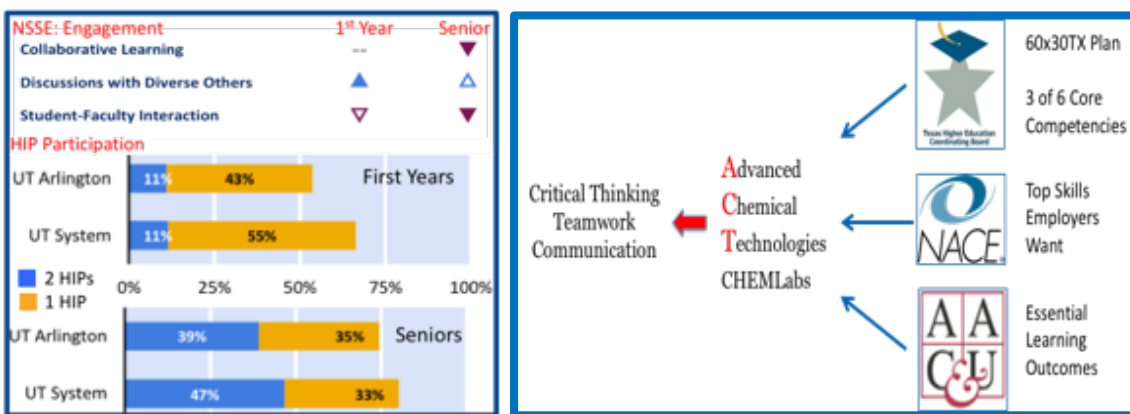 NSSE: Engagement 1st Year Senior
Collaborative Learning --
Discussions with Diverse Others
Student-Faculty Interaction
HIP Participation
UT Arlington 11% 43% First Years
UT System 11% 55%
2 HIPs
1 HIP
0% 25% 50% 75% 100%
UT Arlington 39% 35% Seniors
UT System 47% 33%
Critical Thinking
Teamwork
Communication
Advanced
Chemical
Technologies
CHEMLabs
Texas Higher Education
Coordinating Board
60x30TX Plan
3 of 6 Core
Competencies
NACE
Top Skills
Employers
Want
A A
C & U
Essential
Learning
Outcomes